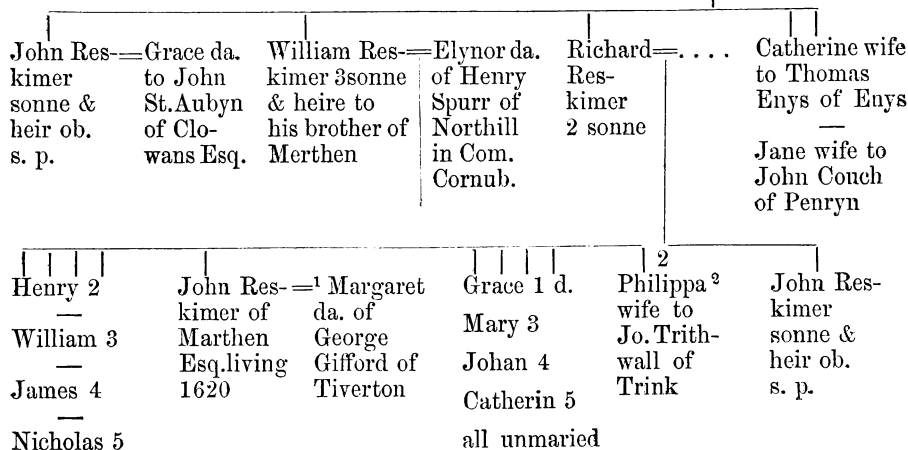 John Res-=Grace da.
kimer to John
sonne & St.Aubyn
heir ob. of Clo-
s. p. wans Esq.
William Res-=Elynor da.
kimer 3sonne of Henry
& heire to Spurr of
his brother of Northill
Merthen in Com.
Cornub.
Richard=....
Res-
kimer
2 sonne
Catherine wife
to Thomas
Enys of Enys
—
Jane wife to
John Couch
of Penryn
Henry 2
—
William 3
—
James 4
—
Nicholas 5
John Res-=¹ Margaret
kimer of da. of
Marthen George
Esq.living Gifford of
1620 Tiverton
Grace 1 d.
Mary 3
Johan 4
Catherin 5
all unmaried
2
Philippa ²
wife to
Jo. Trith-
wall of
Trink
John Res-
kimer
sonne &
heir ob.
s. p.